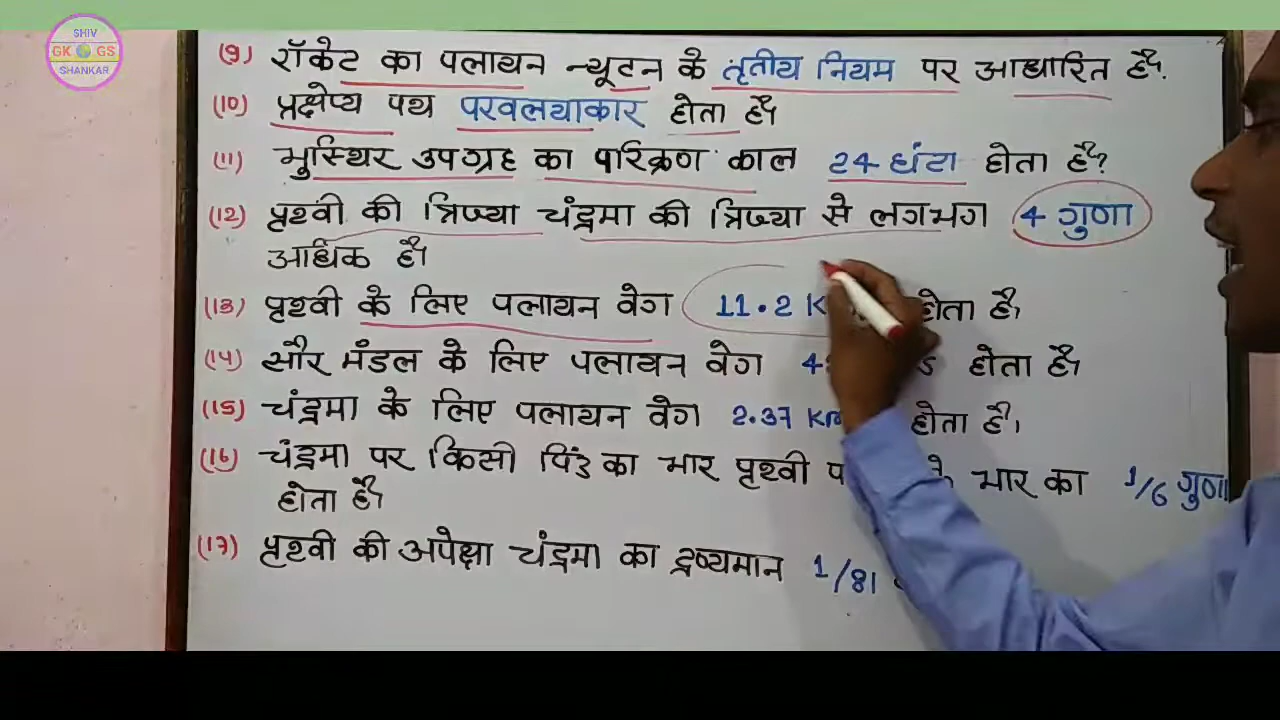 SHIV
GK GS
SHANKAR
(9) रॉकेट का पलायन न्यूटन के तृतीय नियम पर आधारित है.
(10) प्रक्षेप्य पथ परवलयाकार होता है।
(11) भुस्थिर उपग्रह का परिक्रण काल 24 घंटा होता है?
(12) पृथ्वी की त्रिज्या चंद्रमा की त्रिज्या से लगभग 4 गुणा
अधिक है।
(13) पृथ्वी के लिए पलायन वेग 11.2 K होता है,
(14) सौर मंडल के लिए पलायन वेग 4 s होता है।
(15) चंद्रमा के लिए पलायन वेग 2.37 Km होता है।
(16) चंद्रमा पर किसी पिंड का भार पृथ्वी के भार का 1/6 गुणा
होता है।
(17) पृथ्वी की अपेक्षा चंद्रमा का द्रव्यमान 1/81